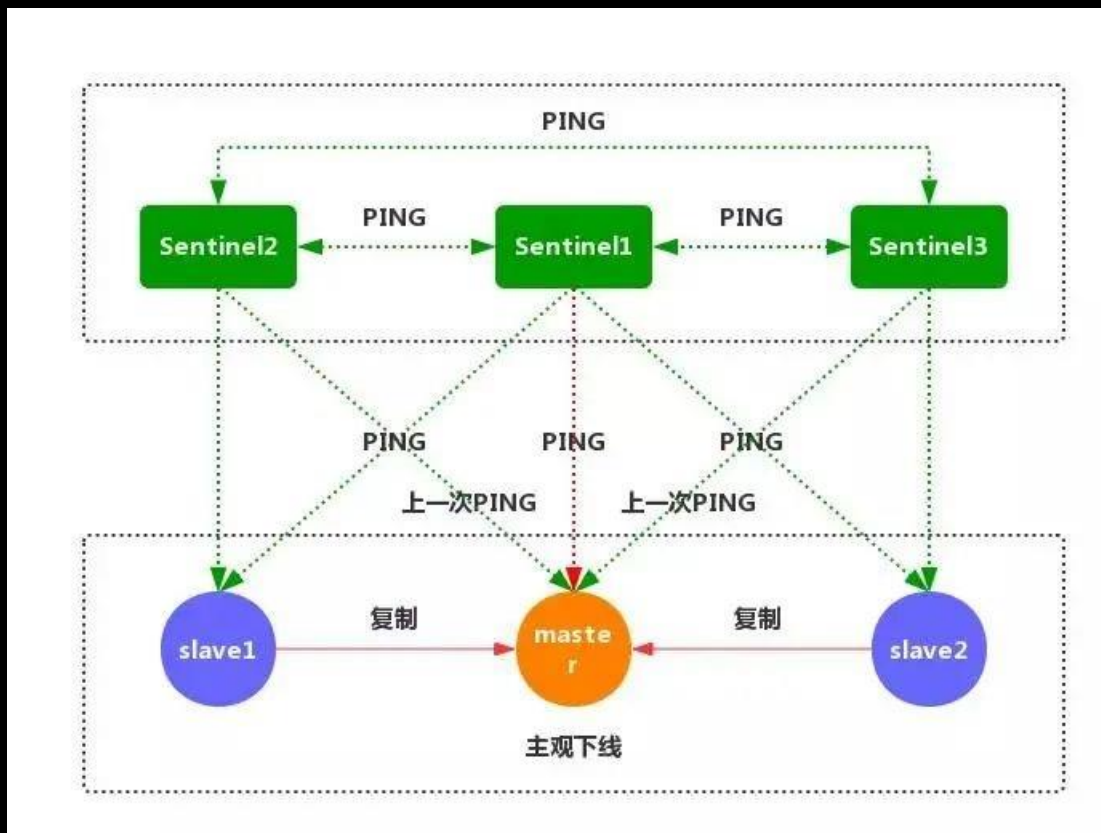 PING
PING
PING
Sentinel2
Sentinel1
Sentinel3
PING
PING
PING
上一次PING
上一次PING
复制
复制
slave1
maste
r
slave2
主观下线